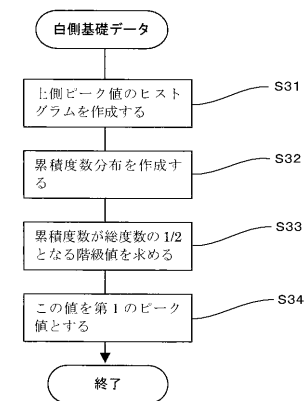 白側基礎データ
上側ピーク値のヒスト
グラムを作成する
S31
累積度数分布を作成す
る
S32
累積度数が総度数の1/2
となる階級値を求める
S33
この値を第1のピーク
値とする
S34
終了